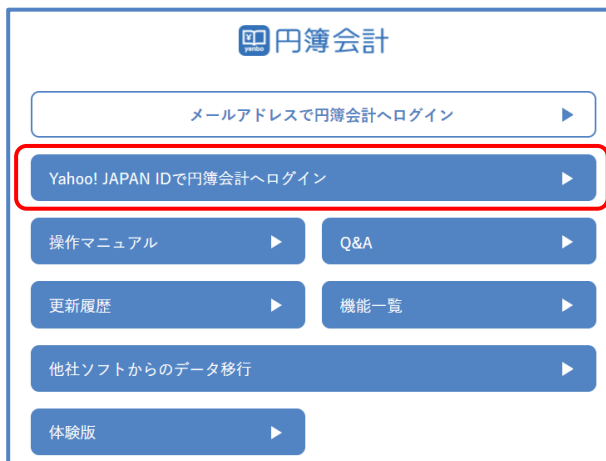 ¥
yenbo
円簿会計
メールアドレスで円簿会計へログイン
Yahoo! JAPAN IDで円簿会計へログイン
操作マニュアル
Q&A
更新履歴
機能一覧
他社ソフトからのデータ移行
体験版